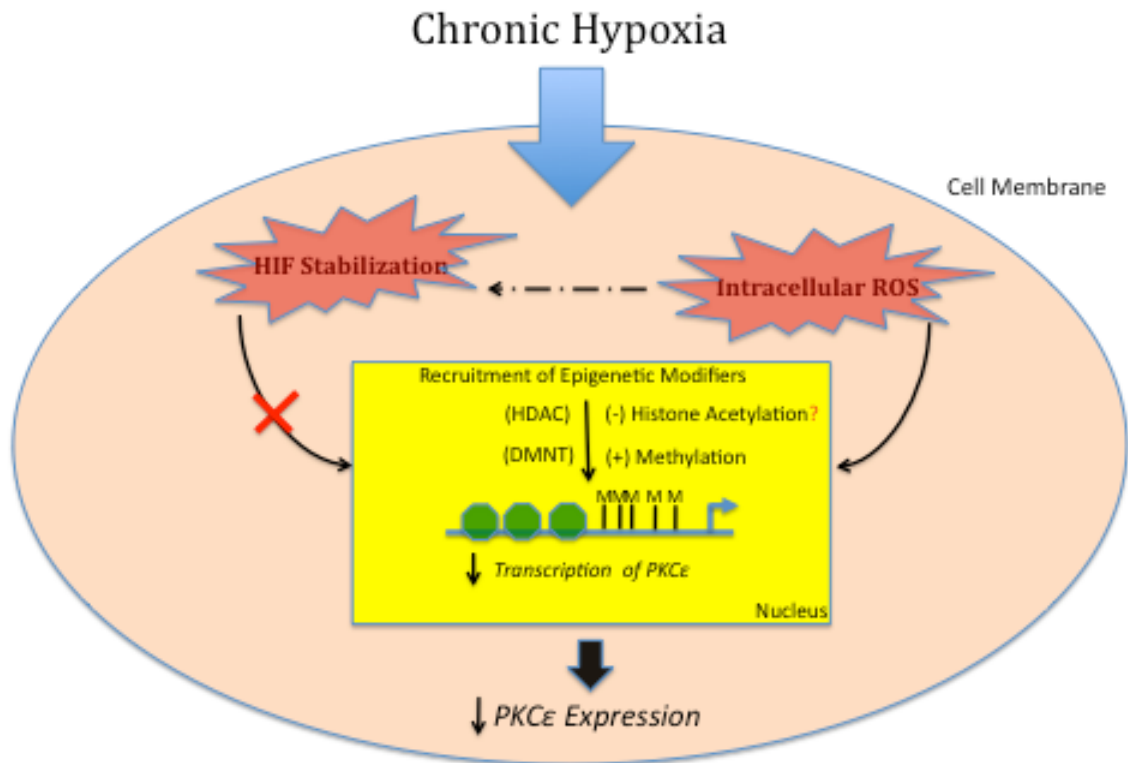 Chronic Hypoxia
Cell Membrane
HIF Stabilization
Intracellular ROS
Recruitment of Epigenetic Modifiers
(HDAC) (-) Histone Acetylation?
(DMNT) (+) Methylation
M M M M M
Transcription of PKCε
Nucleus
PKCε Expression